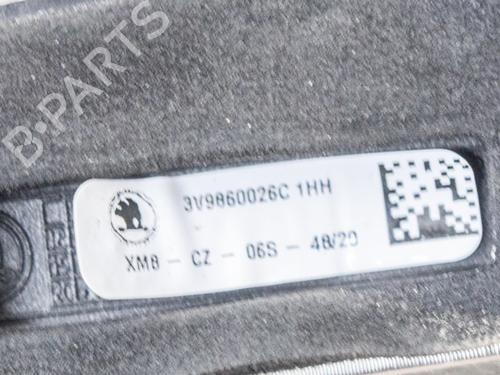 B-PARTS
3V9860026C 1HH
XM8 - CZ - 06S - 48/20